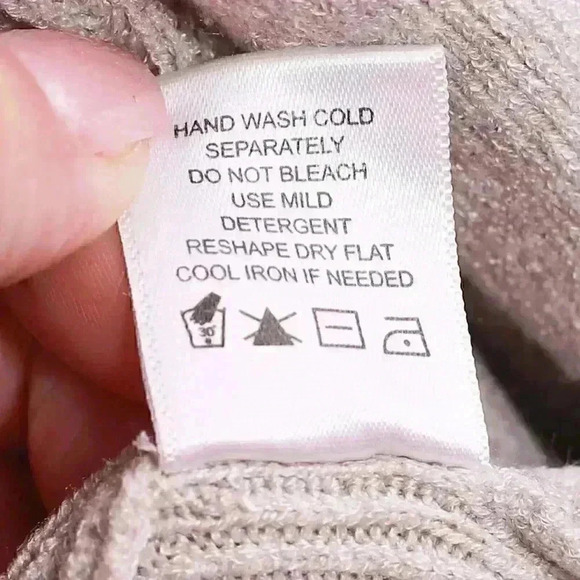 HAND WASH COLD
SEPARATELY
DO NOT BLEACH
USE MILD
DETERGENT
RESHAPE DRY FLAT
COOL IRON IF NEEDED
30°